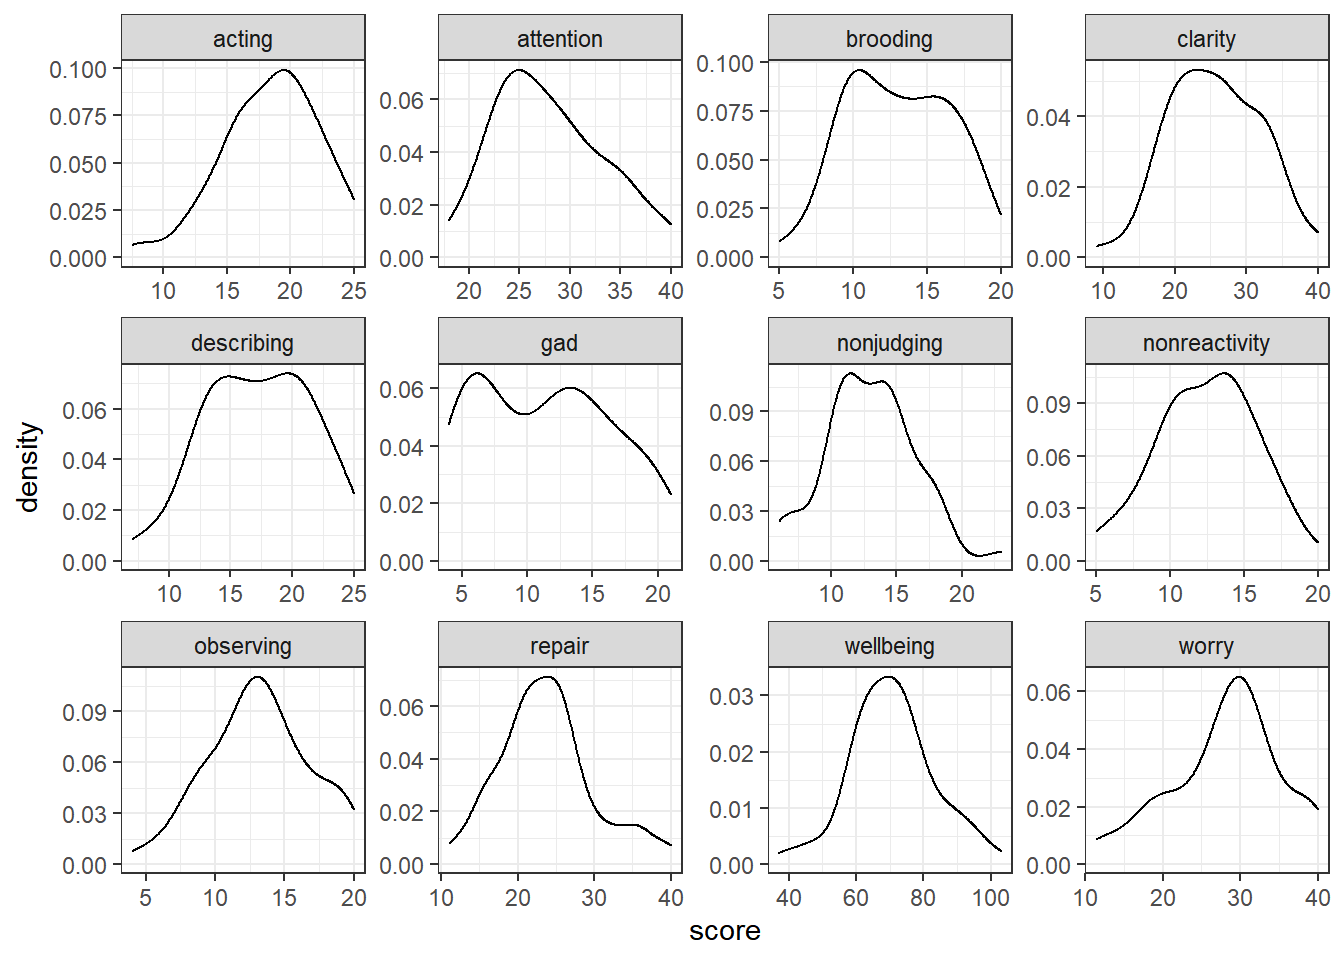 acting attention brooding clarity
0.100 0.075 0.050 0.025 0.000
0.06 0.04 0.02 0.00
0.100 0.075 0.050 0.025 0.000
0.04 0.02 0.00
10 15 20 25
20 25 30 35 40
5 10 15 20
10 20 30 40
describing gad nonjudging nonreactivity
0.06 0.04 0.02 0.00
0.06 0.04 0.02 0.00
0.09 0.06 0.03 0.00
0.09 0.06 0.03 0.00
10 15 20 25
5 10 15 20
10 15 20
5 10 15 20
observing repair wellbeing worry
0.09 0.06 0.03 0.00
0.06 0.04 0.02 0.00
0.03 0.02 0.01 0.00
0.06 0.04 0.02 0.00
5 10 15 20
10 20 30 40
40 60 80 100
10 20 30 40
density
score